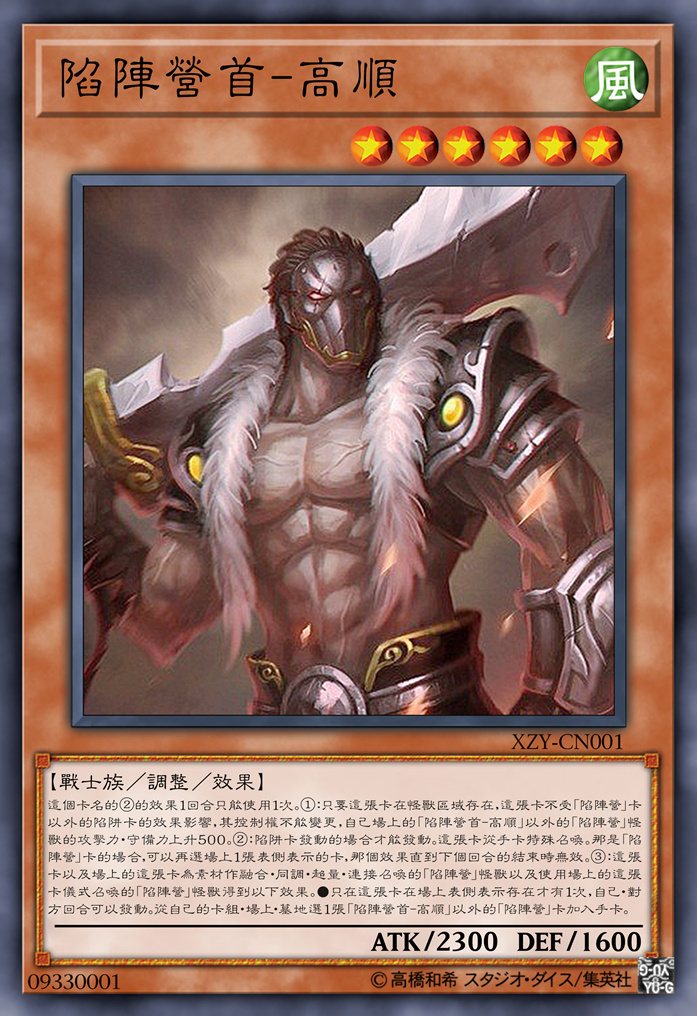 陷陣營首-高順
風
XZY-CN001
【戰士族／調整／效果】
這個卡名的②的效果1回合只能使用1次。①:只要這張卡在怪獸區域存在,這張卡不受「陷陣營」卡
以外的陷阱卡的效果影響,其控制權不能變更,自己場上的「陷陣營首-高順」以外的「陷陣營」怪
獸的攻擊力·守備力上升500。②:陷阱卡發動的場合才能發動。這張卡從手卡特殊召喚。那是「陷
陣營」卡的場合,可以再選場上1張表側表示的卡,那個效果直到下個回合的結束時無效。③:這張
卡以及場上的這張卡為素材作融合·同調·超量·連接召喚的「陷陣營」怪獸以及使用場上的這張
卡儀式召喚的「陷陣營」怪獸得到以下效果。●只在這張卡在場上表側表示存在才有1次,自己·對
方回合可以發動。從自己的卡組·場上·墓地選1張「陷陣營首-高順」以外的「陷陣營」卡加入手卡。
ATK/2300 DEF/1600
09330001
©高橋和希 スタジオ・ダイス/集英社
YU-G